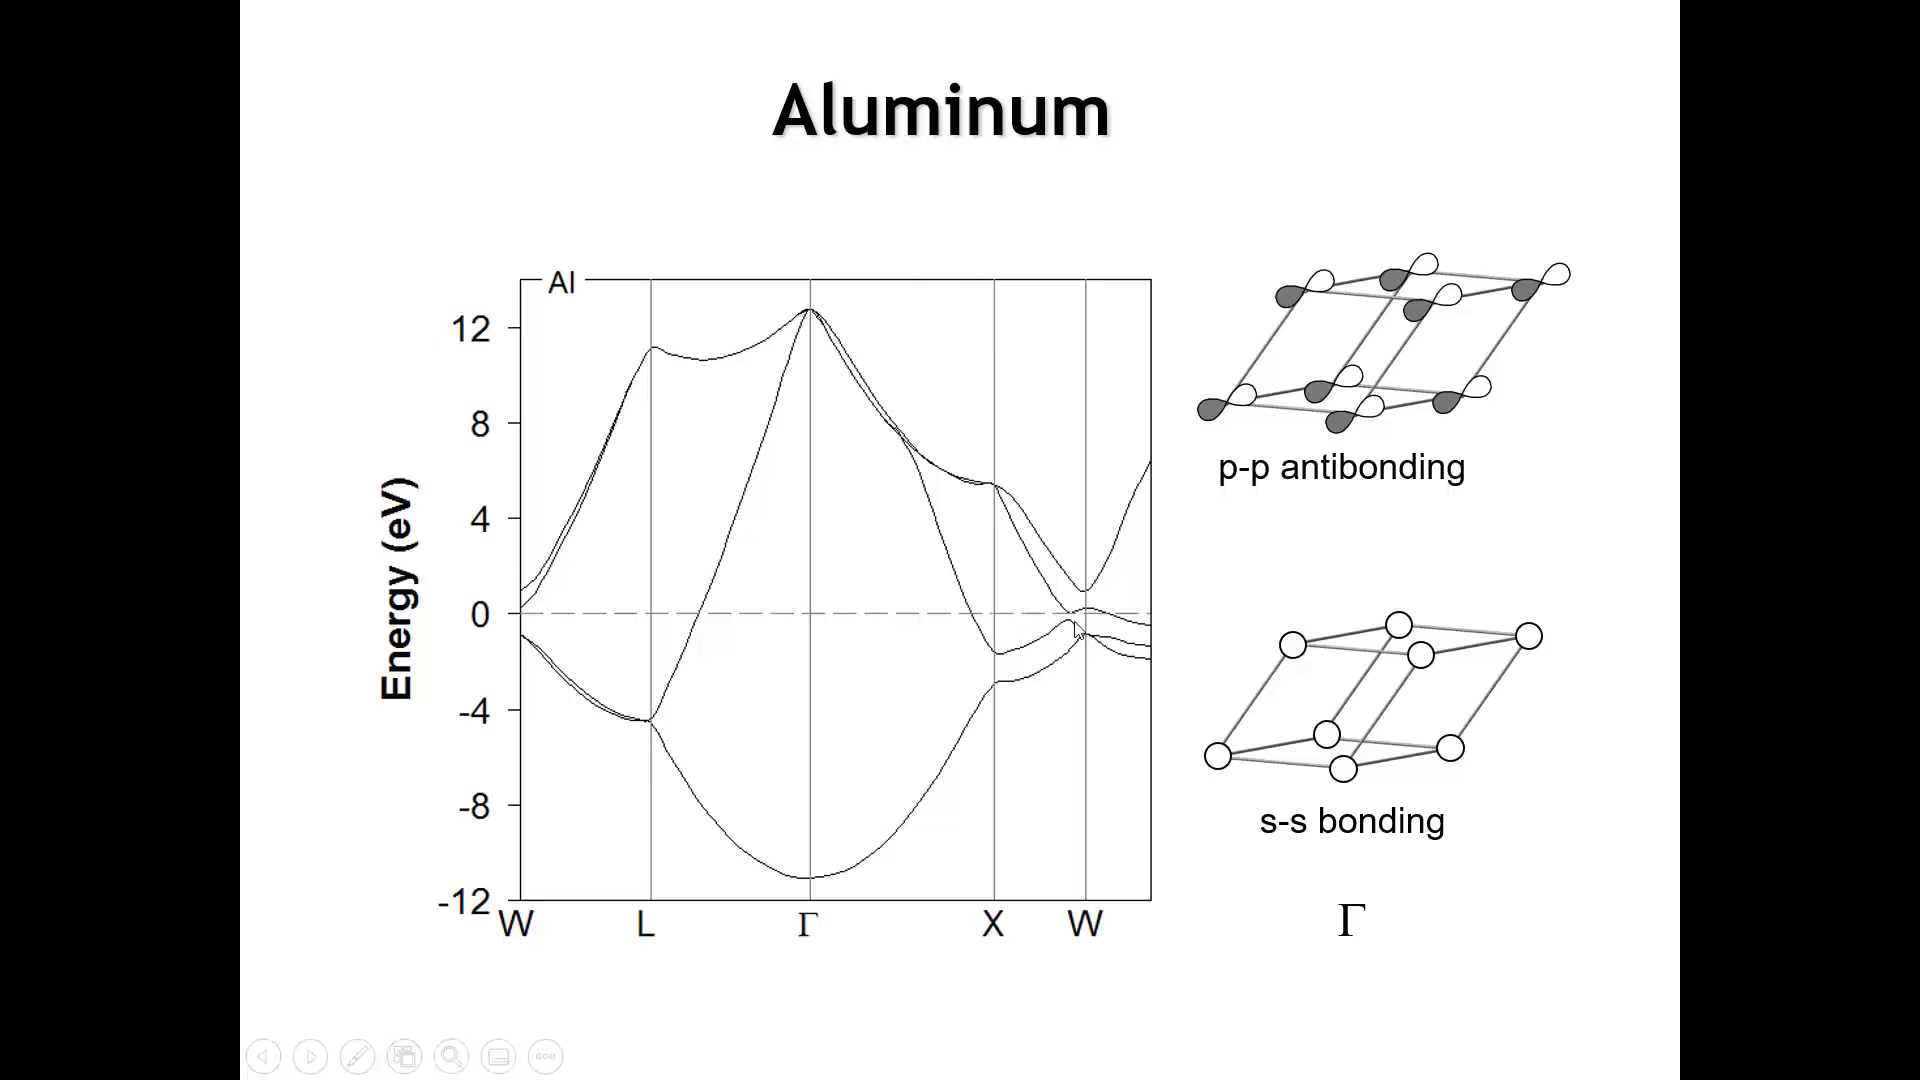 Aluminum
Al
12
8
4
0
-4
-8
-12
Energy (eV)
W L Γ X W
p-p antibonding
s-s bonding
Γ